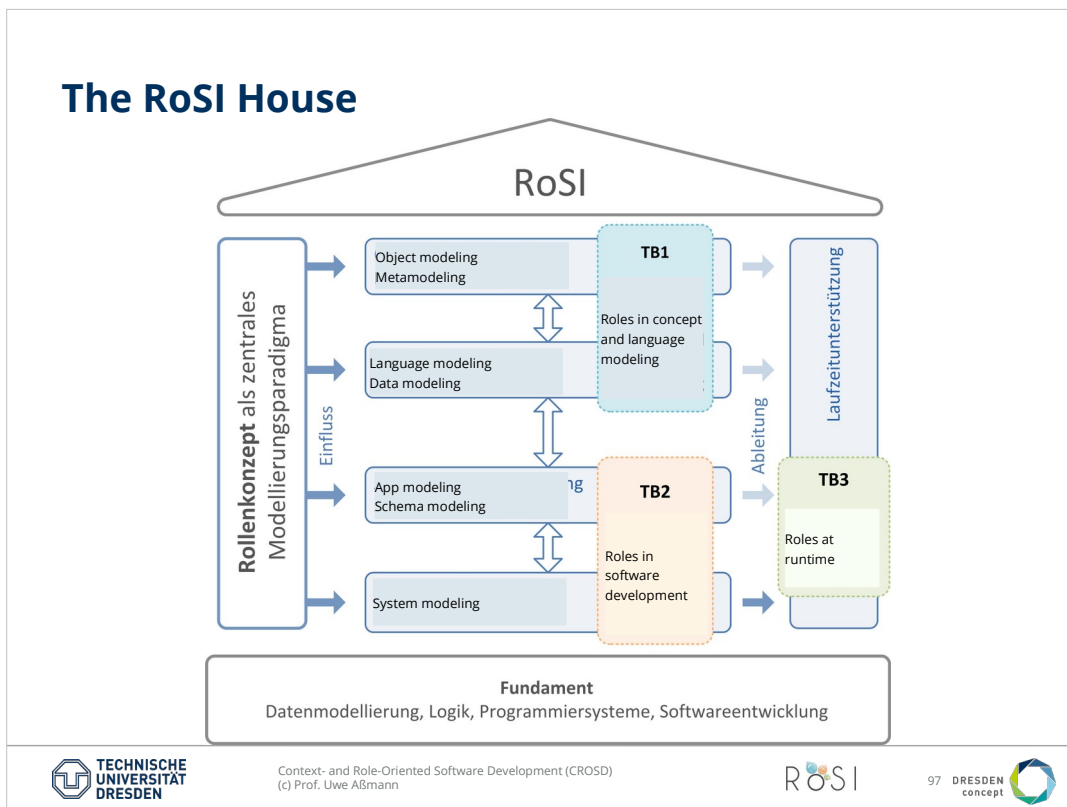 The RoSI House
RoSI
Rollenkonzept als zentrales
Modellierungsparadigma
Einfluss
Object modeling
Metamodeling
Language modeling
Data modeling
App modeling
Schema modeling
System modeling
TB1
Roles in concept
and language
modeling
TB2
Roles in
software
development
Ableitung
Laufzeitunterstützung
TB3
Roles at
runtime
Fundament
Datenmodellierung, Logik, Programmiersysteme, Softwareentwicklung
TECHNISCHE
UNIVERSITÄT
DRESDEN
Context- and Role-Oriented Software Development (CROSD)
(c) Prof. Uwe Aßmann
RoSI
97
DRESDEN
concept